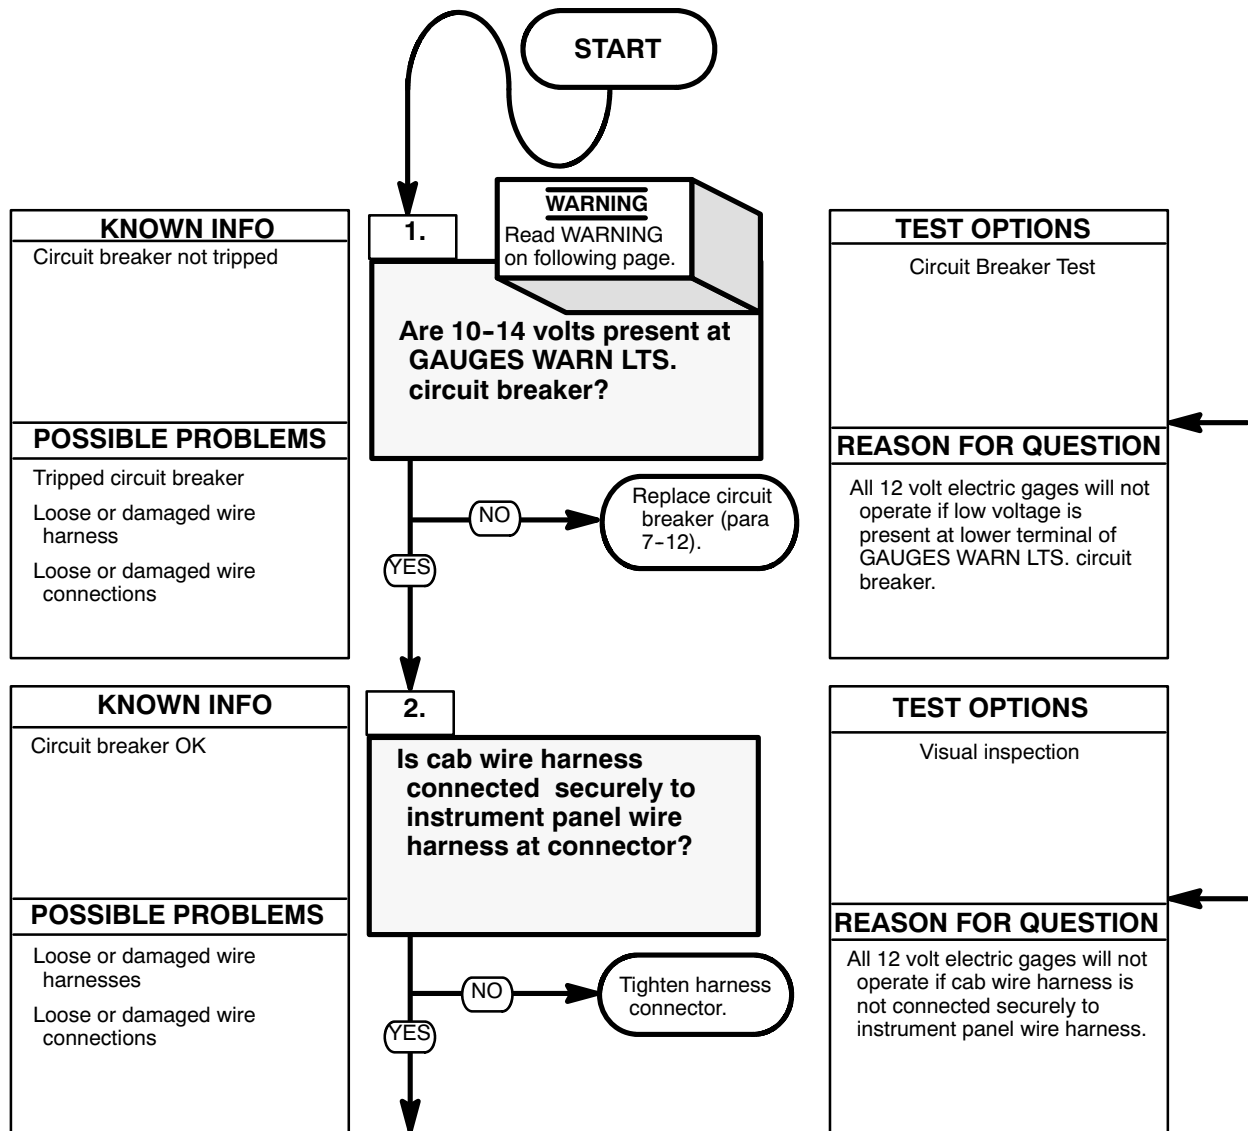 START
KNOWN INFO
Circuit breaker not tripped
POSSIBLE PROBLEMS
Tripped circuit breaker
Loose or damaged wire
harness
Loose or damaged wire
connections
1.
WARNING
Read WARNING
on following page.
Are 10-14 volts present at
GAUGES WARN LTS.
circuit breaker?
NO
Replace circuit
breaker (para
7-12).
YES
TEST OPTIONS
Circuit Breaker Test
REASON FOR QUESTION
All 12 volt electric gages will not
operate if low voltage is
present at lower terminal of
GAUGES WARN LTS. circuit
breaker.
KNOWN INFO
Circuit breaker OK
POSSIBLE PROBLEMS
Loose or damaged wire
harnesses
Loose or damaged wire
connections
2.
Is cab wire harness
connected securely to
instrument panel wire
harness at connector?
NO
Tighten harness
connector.
YES
TEST OPTIONS
Visual inspection
REASON FOR QUESTION
All 12 volt electric gages will not
operate if cab wire harness is
not connected securely to
instrument panel wire harness.